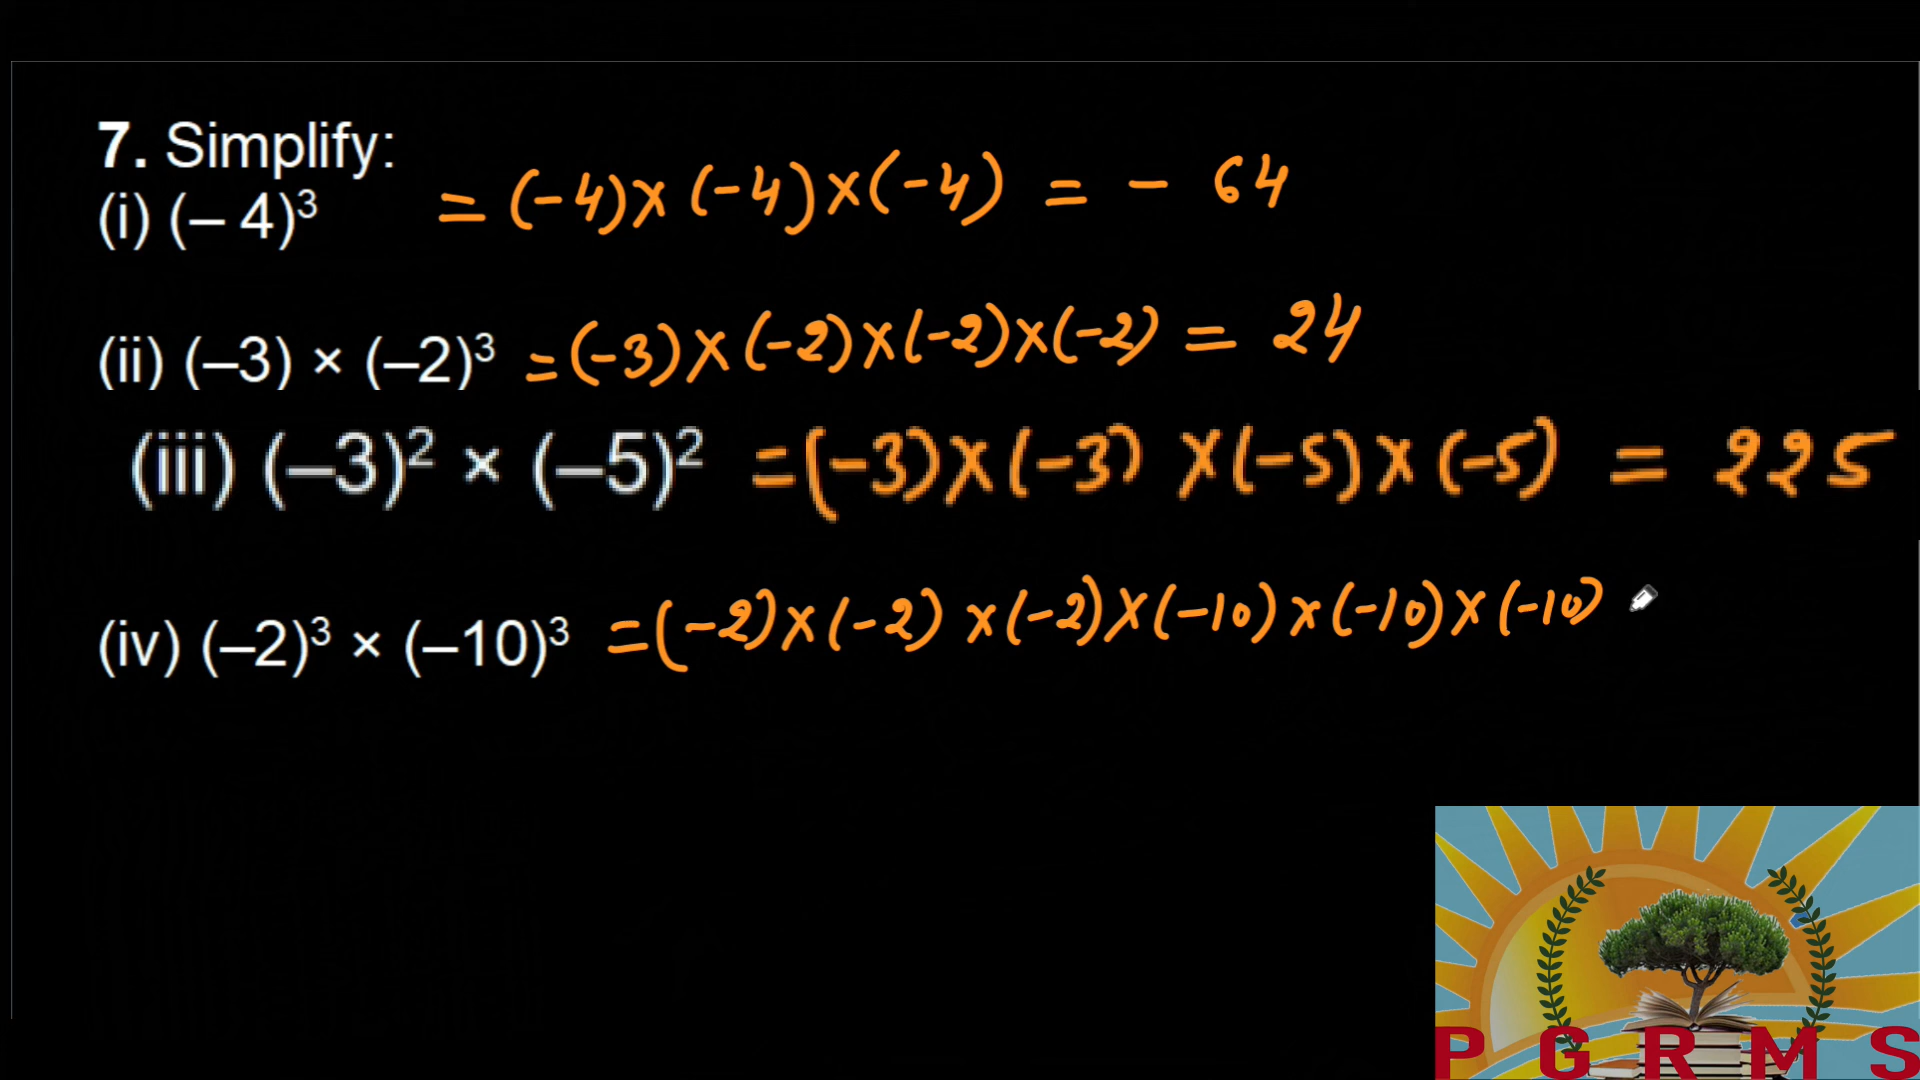 7. Simplify:
(i) (– 4)³ = (-4)×(-4)×(-4) = - 64
(ii) (–3) × (–2)³ = (-3)×(-2)×(-2)×(-2) = 24
(iii) (–3)² × (–5)² = (-3)×(-3)×(-5)×(-5) = 225
(iv) (–2)³ × (–10)³ = (-2)×(-2)×(-2)×(-10)×(-10)×(-10)
P G R M S